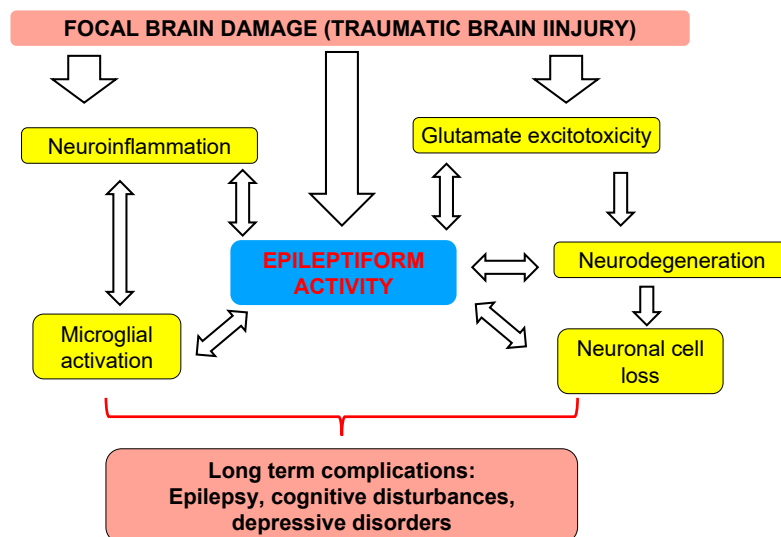 FOCAL BRAIN DAMAGE (TRAUMATIC BRAIN IINJURY)
Neuroinflammation
Glutamate excitotoxicity
EPILEPTIFORM
ACTIVITY
Neurodegeneration
Microglial
activation
Neuronal cell
loss
Long term complications:
Epilepsy, cognitive disturbances,
depressive disorders